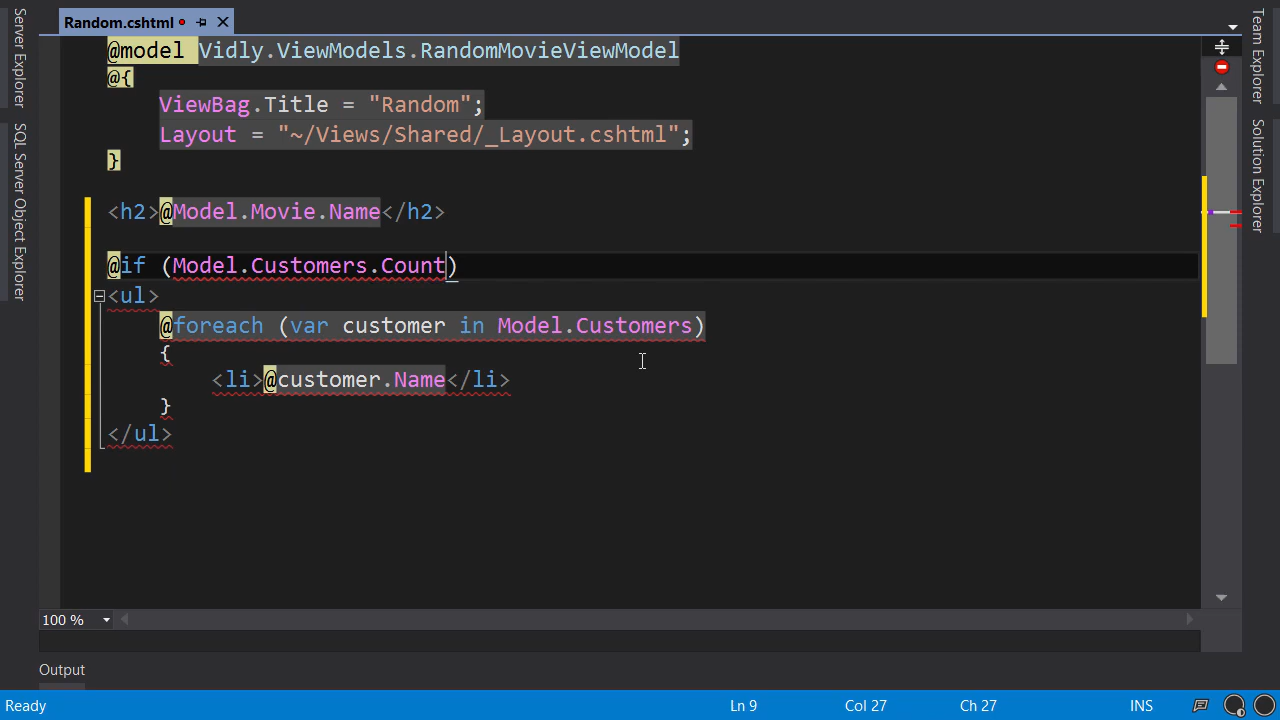 Random.cshtml
Server Explorer
SQL Server Object Explorer
@model Vidly.ViewModels.RandomMovieViewModel
@{
ViewBag.Title = "Random";
Layout = "~/Views/Shared/_Layout.cshtml";
}
<h2>@Model.Movie.Name</h2>
@if (Model.Customers.Count)
<ul>
@foreach (var customer in Model.Customers)
{
<li>@customer.Name</li>
}
</ul>
Team Explorer
Solution Explorer
100 %
Output
Ready
Ln 9
Col 27
Ch 27
INS